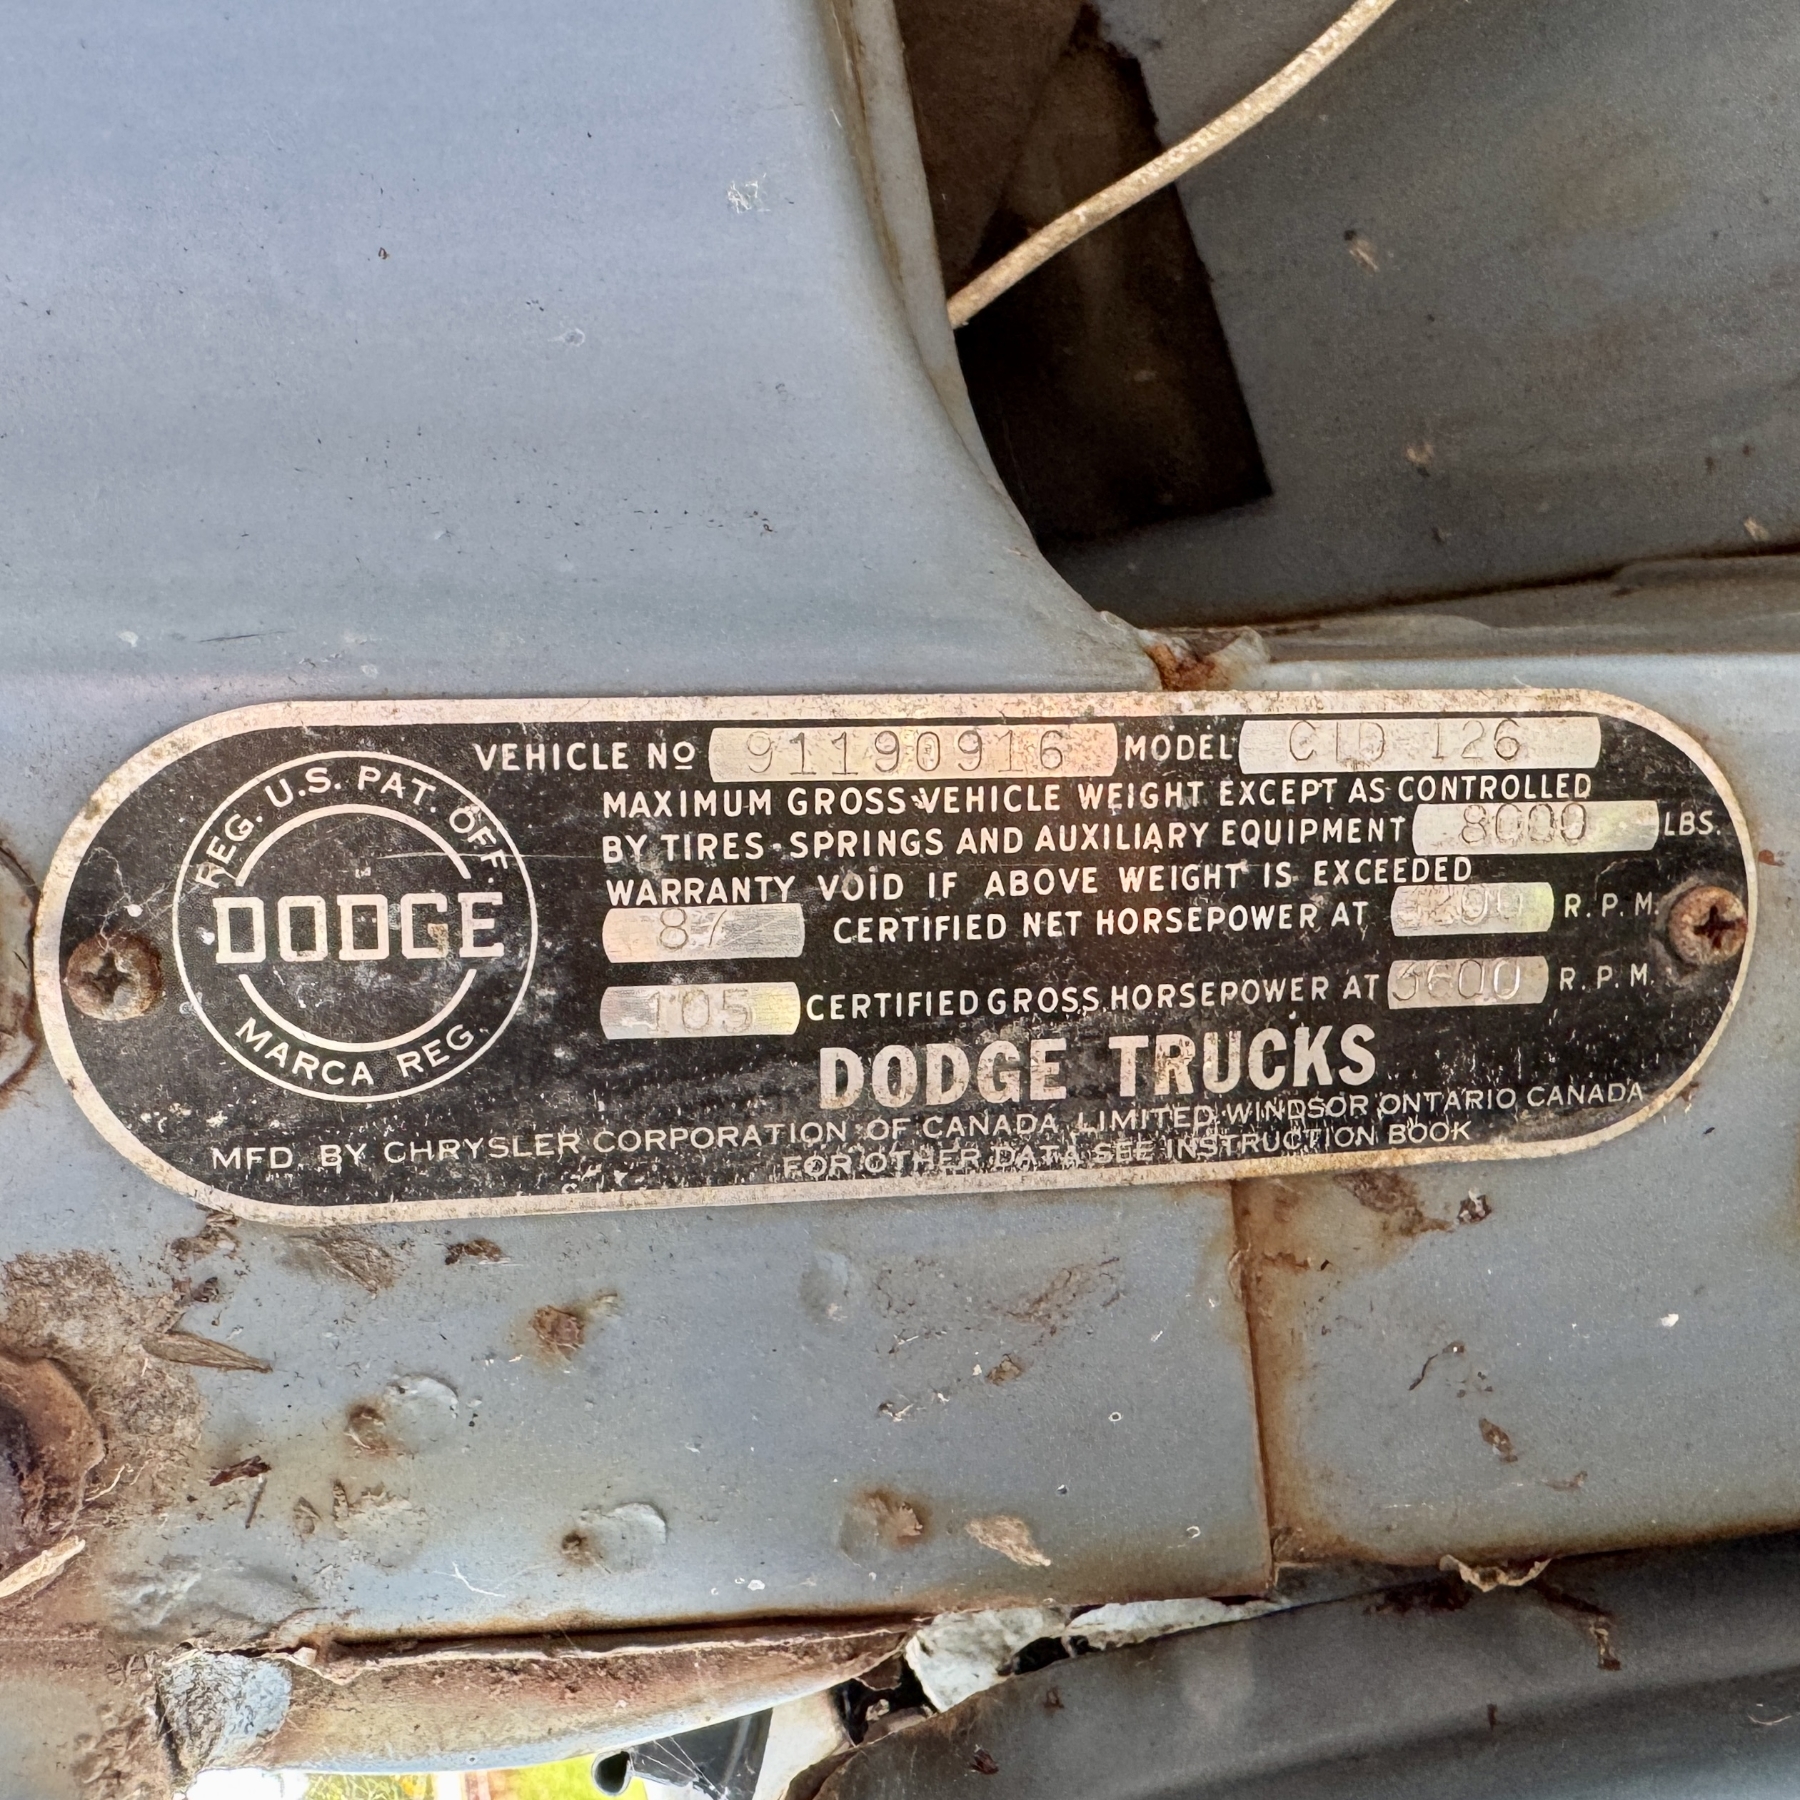 REG. U.S. PAT. OFF.
DODGE
MARCA REG.
VEHICLE NO 91190916 MODEL C1D 126
MAXIMUM GROSS VEHICLE WEIGHT EXCEPT AS CONTROLLED
BY TIRES-SPRINGS AND AUXILIARY EQUIPMENT 8000 LBS.
WARRANTY VOID IF ABOVE WEIGHT IS EXCEEDED
87 CERTIFIED NET HORSEPOWER AT 3200 R.P.M.
105 CERTIFIED GROSS HORSEPOWER AT 3600 R.P.M.
DODGE TRUCKS
MFD. BY CHRYSLER CORPORATION OF CANADA, LIMITED, WINDSOR ONTARIO CANADA
FOR OTHER DATA SEE INSTRUCTION BOOK